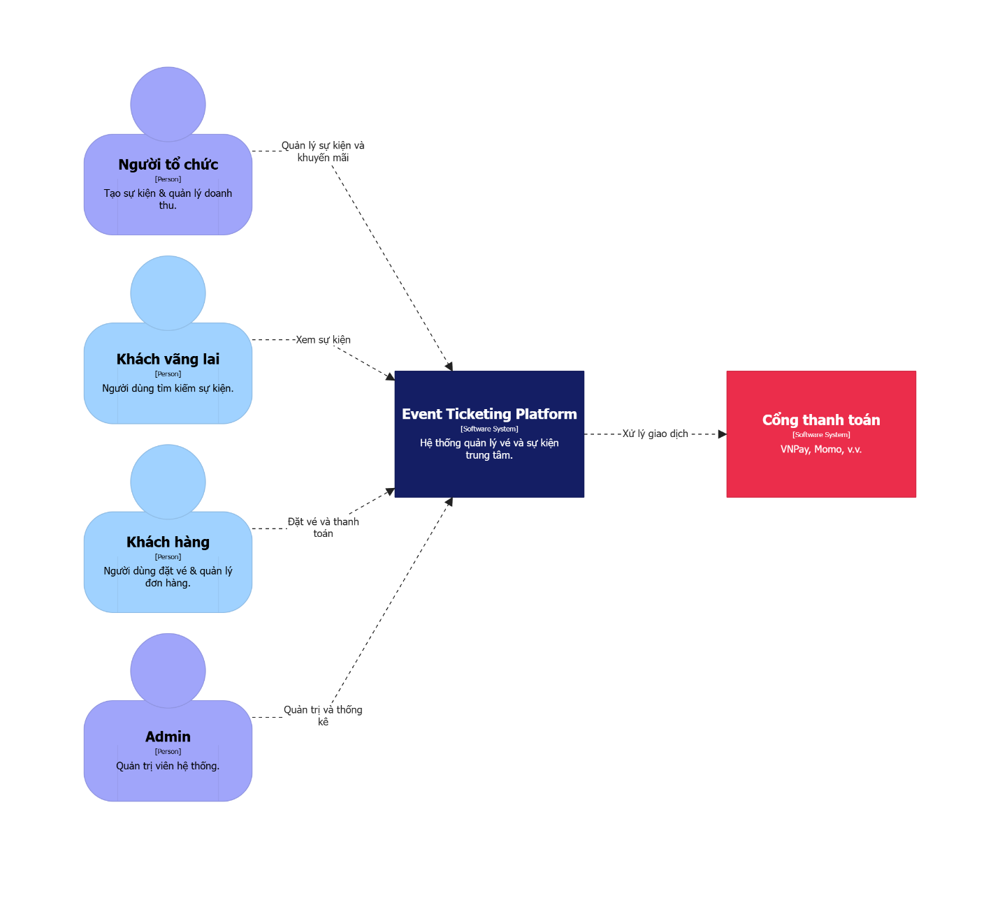 Người tổ chức
[Person]
Tạo sự kiện & quản lý doanh
thu.
Quản lý sự kiện và
khuyến mãi
Khách vãng lai
[Person]
Người dùng tìm kiếm sự kiện.
Xem sự kiện
Khách hàng
[Person]
Người dùng đặt vé & quản lý
đơn hàng.
Đặt vé và thanh
toán
Admin
[Person]
Quản trị viên hệ thống.
Quản trị và thống
kê
Event Ticketing Platform
[Software System]
Hệ thống quản lý vé và sự kiện
trung tâm.
Xử lý giao dịch
Cổng thanh toán
[Software System]
VNPay, Momo, v.v.